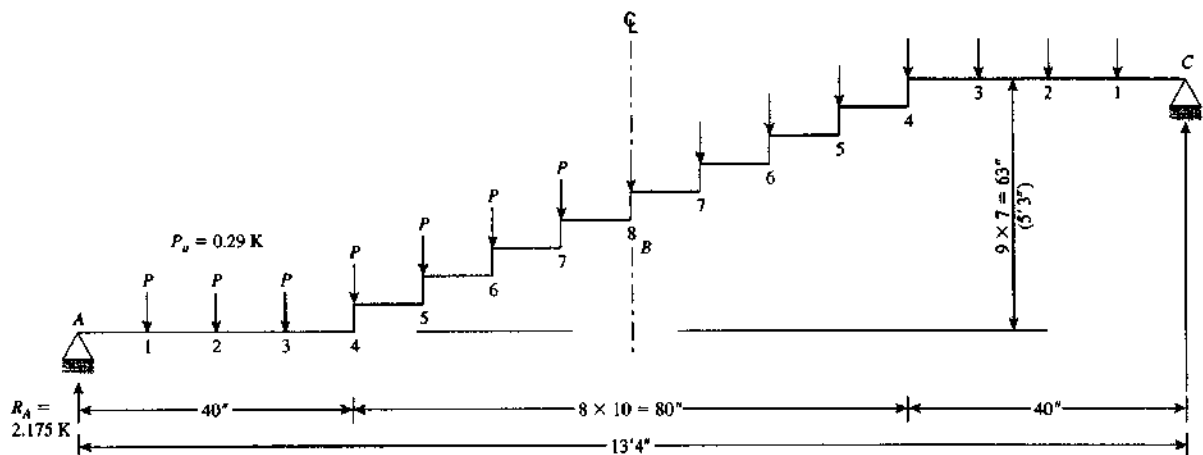 ℄
C
3
2
1
4
5
6
7
8
B
9 × 7 = 63"
(5'3")
P
P
P
P
P_u = 0.29 K
P
P
P
A
1
2
3
4
5
6
7
R_A =
2.175 K
40"
8 × 10 = 80"
40"
13'4"